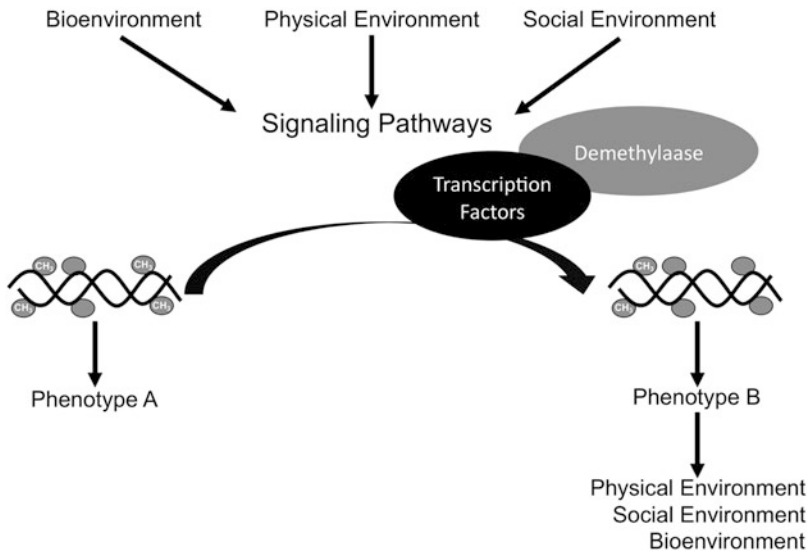 Bioenvironment
Physical Environment
Social Environment
Signaling Pathways
Demethylaase
Transcription
Factors
CH3
CH3
CH3
CH3
CH3
CH3
Phenotype A
Phenotype B
Physical Environment
Social Environment
Bioenvironment